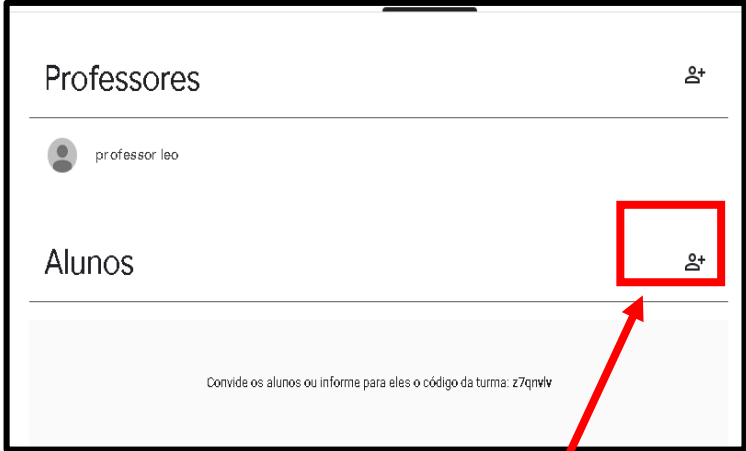 Professores
professor leo
Alunos
Convide os alunos ou informe para eles o código da turma: z7qnvlv